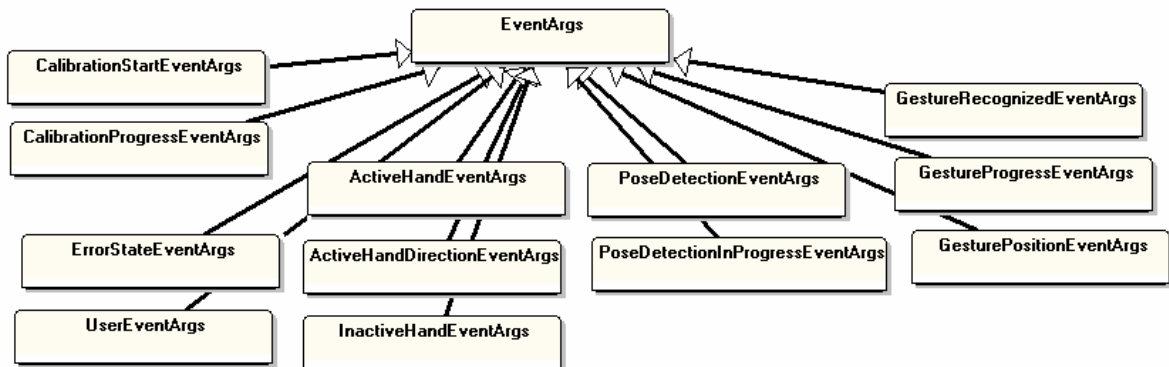 EventArgs
CalibrationStartEventArgs
GestureRecognizedEventArgs
CalibrationProgressEventArgs
ActiveHandEventArgs
PoseDetectionEventArgs
GestureProgressEventArgs
ErrorStateEventArgs
ActiveHandDirectionEventArgs
PoseDetectionInProgressEventArgs
GesturePositionEventArgs
UserEventArgs
InactiveHandEventArgs